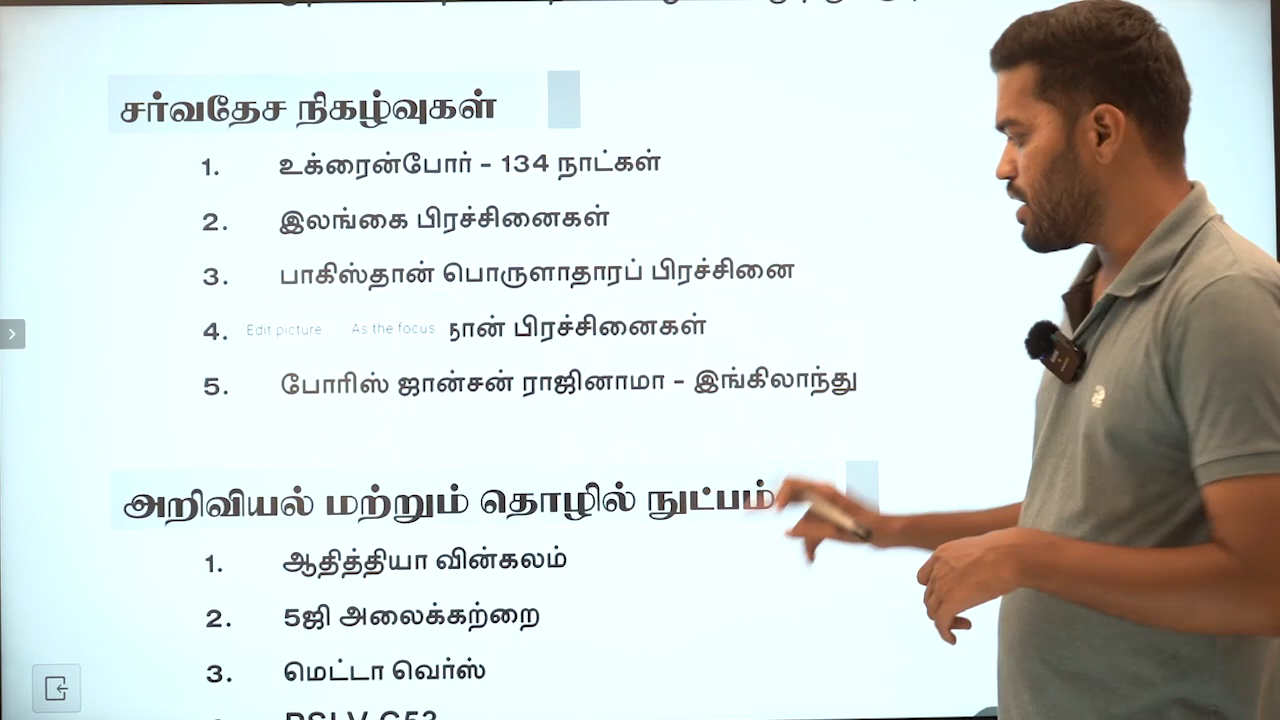 சர்வதேச நிகழ்வுகள்
1. உக்ரைன்போர் - 134 நாட்கள்
2. இலங்கை பிரச்சினைகள்
3. பாகிஸ்தான் பொருளாதாரப் பிரச்சினை
4. Edit picture As the focus பிரச்சினைகள்
5. போரிஸ் ஜான்சன் ராஜினாமா - இங்கிலாந்து
அறிவியல் மற்றும் தொழில் நுட்பம்
1. ஆதித்தியா வின்கலம்
2. 5ஜி அலைக்கற்றை
3. மெட்டா வெர்ஸ்